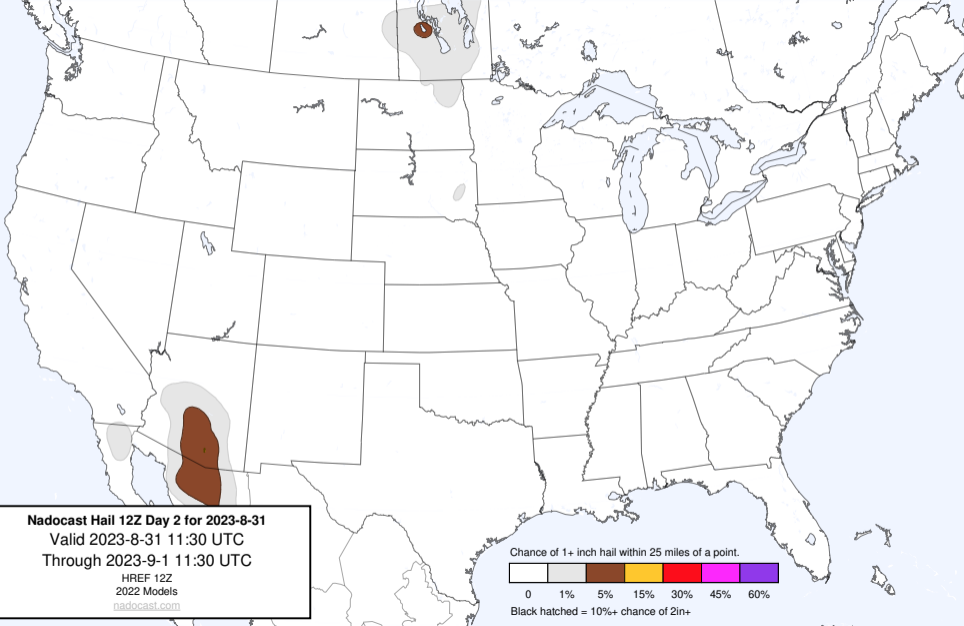 Nadocast Hail 12Z Day 2 for 2023-8-31
Valid 2023-8-31 11:30 UTC
Through 2023-9-1 11:30 UTC
HREF 12Z
2022 Models
nadocast.com
Chance of 1+ inch hail within 25 miles of a point.
0 1% 5% 15% 30% 45% 60%
Black hatched = 10%+ chance of 2in+